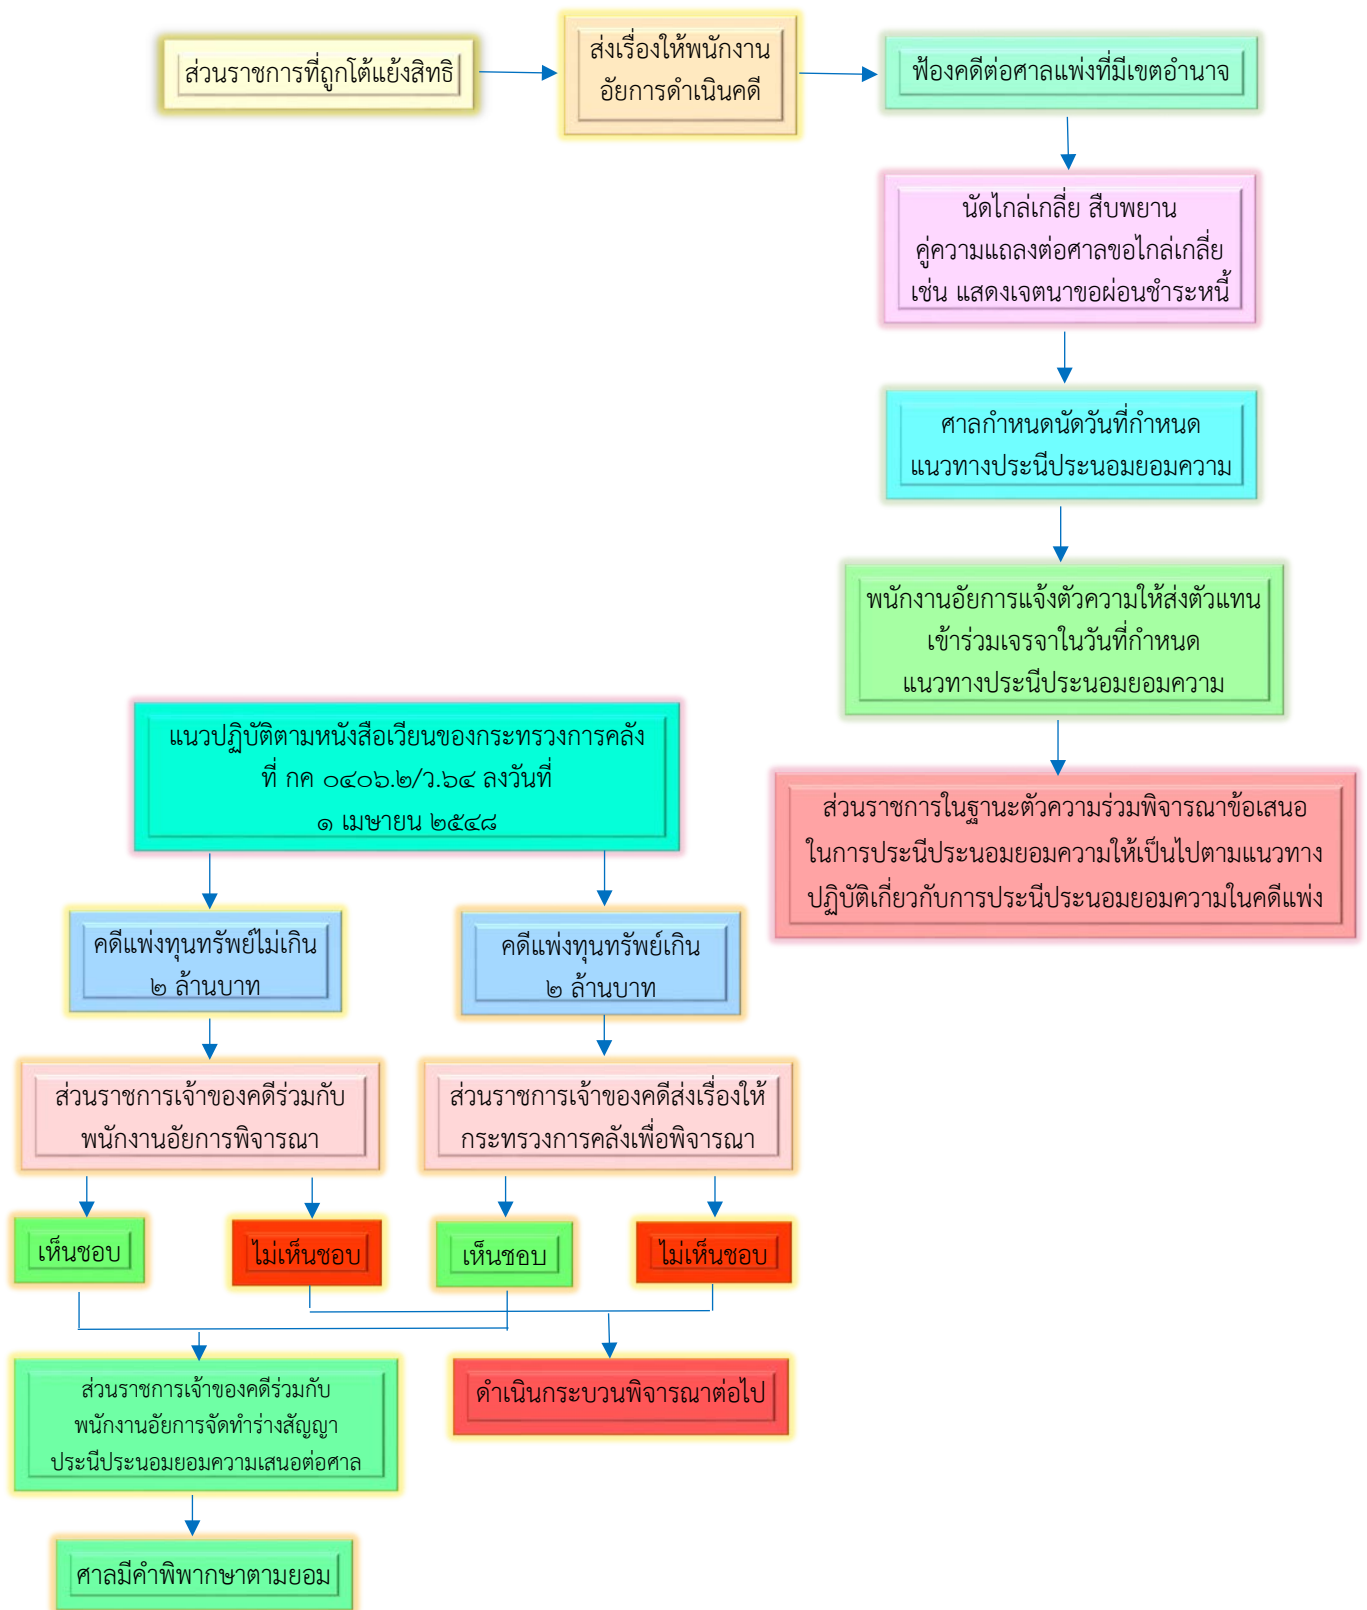 ส่วนราชการที่ถูกโต้แย้งสิทธิ
ส่งเรื่องให้พนักงาน
อัยการดำเนินคดี
ฟ้องคดีต่อศาลแพ่งที่มีเขตอำนาจ
นัดไกล่เกลี่ย สืบพยาน
คู่ความแถลงต่อศาลขอไกล่เกลี่ย
เช่น แสดงเจตนาขอผ่อนชำระหนี้
ศาลกำหนดนัดวันที่กำหนด
แนวทางประนีประนอมยอมความ
พนักงานอัยการแจ้งตัวความให้ส่งตัวแทน
เข้าร่วมเจรจาในวันที่กำหนด
แนวทางประนีประนอมยอมความ
ส่วนราชการในฐานะตัวความร่วมพิจารณาข้อเสนอ
ในการประนีประนอมยอมความให้เป็นไปตามแนวทาง
ปฏิบัติเกี่ยวกับการประนีประนอมยอมความในคดีแพ่ง
แนวปฏิบัติตามหนังสือเวียนของกระทรวงการคลัง
ที่ กค ๐๔๐๖.๒/ว.๖๔ ลงวันที่
๑ เมษายน ๒๕๔๘
คดีแพ่งทุนทรัพย์ไม่เกิน
๒ ล้านบาท
คดีแพ่งทุนทรัพย์เกิน
๒ ล้านบาท
ส่วนราชการเจ้าของคดีร่วมกับ
พนักงานอัยการพิจารณา
ส่วนราชการเจ้าของคดีส่งเรื่องให้
กระทรวงการคลังเพื่อพิจารณา
เห็นชอบ
ไม่เห็นชอบ
เห็นชอบ
ไม่เห็นชอบ
ส่วนราชการเจ้าของคดีร่วมกับ
พนักงานอัยการจัดทำร่างสัญญา
ประนีประนอมยอมความเสนอต่อศาล
ดำเนินกระบวนพิจารณาต่อไป
ศาลมีคำพิพากษาตามยอม